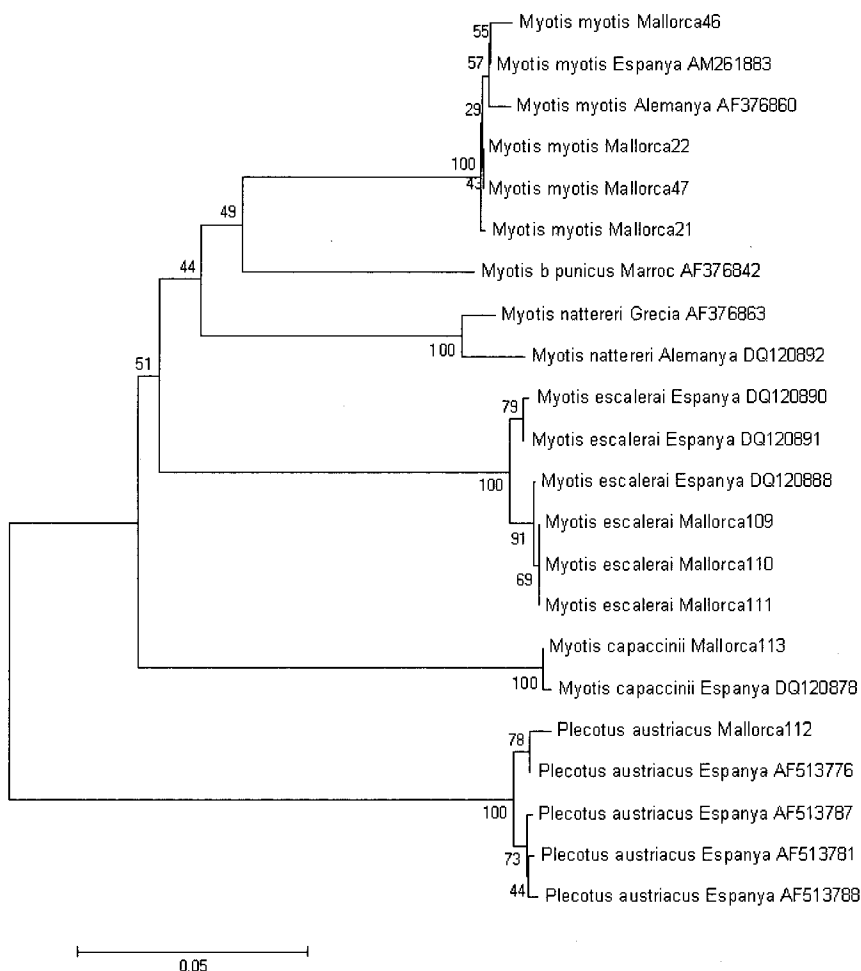 Myotis myotis Mallorca46
55
57
Myotis myotis Espanya AM261883
Myotis myotis Alemanya AF376860
29
Myotis myotis Mallorca22
100
43
Myotis myotis Mallorca47
Myotis myotis Mallorca21
49
Myotis b punicus Marroc AF376842
44
Myotis nattereri Grecia AF376863
100
Myotis nattereri Alemanya DQ120892
51
Myotis escalerai Espanya DQ120890
79
Myotis escalerai Espanya DQ120891
100
Myotis escalerai Espanya DQ120888
Myotis escalerai Mallorca109
91
Myotis escalerai Mallorca110
69
Myotis escalerai Mallorca111
Myotis capaccinii Mallorca113
100
Myotis capaccinii Espanya DQ120878
Plecotus austriacus Mallorca112
78
Plecotus austriacus Espanya AF513776
100
Plecotus austriacus Espanya AF513787
73
Plecotus austriacus Espanya AF513781
44
Plecotus austriacus Espanya AF513788
0.05